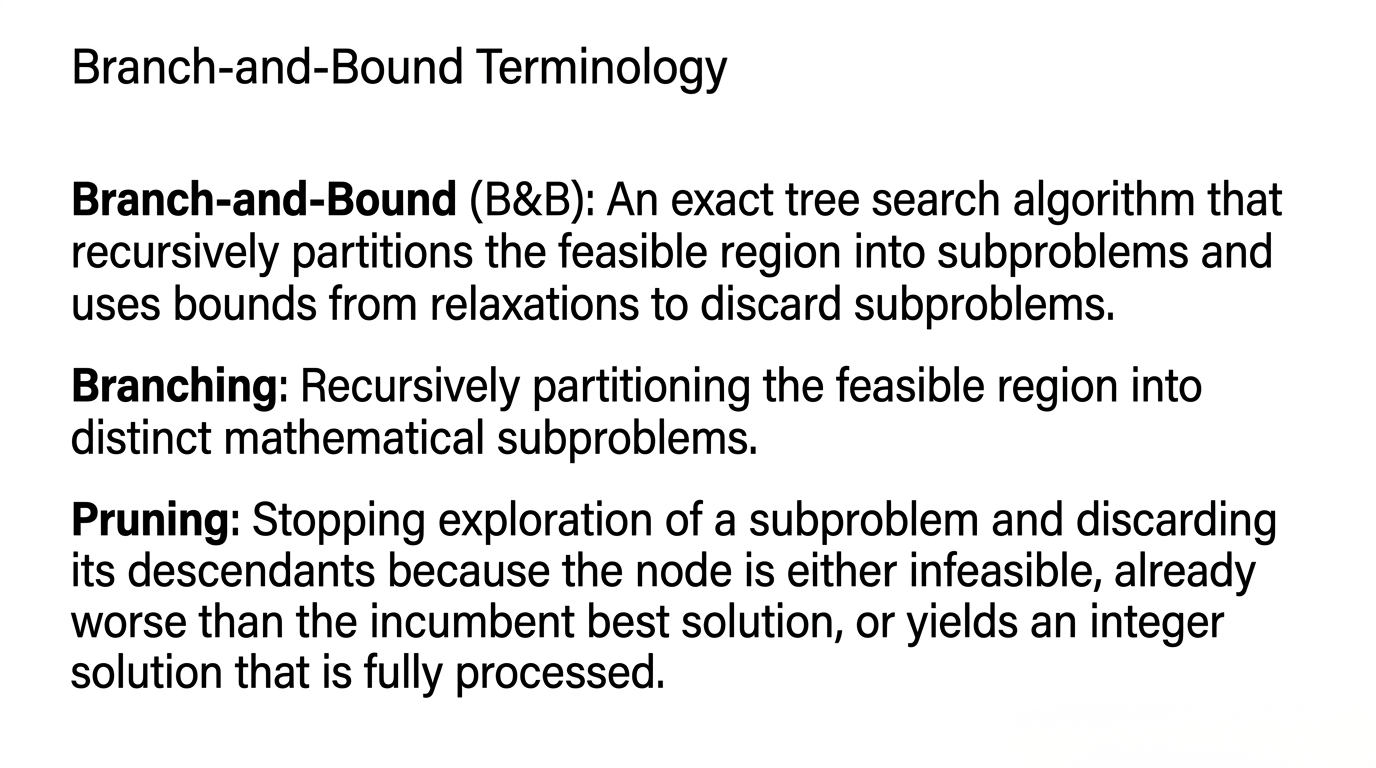 Branch-and-Bound Terminology
Branch-and-Bound (B&B): An exact tree search algorithm that
recursively partitions the feasible region into subproblems and
uses bounds from relaxations to discard subproblems.
Branching: Recursively partitioning the feasible region into
distinct mathematical subproblems.
Pruning: Stopping exploration of a subproblem and discarding
its descendants because the node is either infeasible, already
worse than the incumbent best solution, or yields an integer
solution that is fully processed.